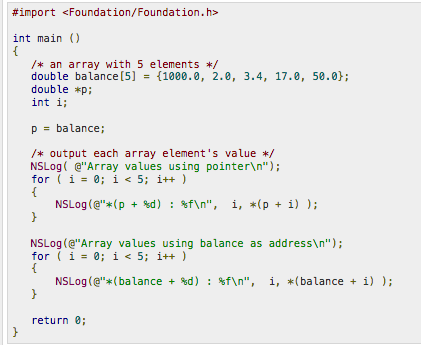 #import <Foundation/Foundation.h>
int main ()
{
/* an array with 5 elements */
double balance[5] = {1000.0, 2.0, 3.4, 17.0, 50.0};
double *p;
int i;
p = balance;
/* output each array element's value */
NSLog( @"Array values using pointer\n");
for ( i = 0; i < 5; i++ )
{
NSLog(@"*(p + %d) : %f\n",  i, *(p + i) );
}
NSLog(@"Array values using balance as address\n");
for ( i = 0; i < 5; i++ )
{
NSLog(@"*(balance + %d) : %f\n",  i, *(balance + i) );
}
return 0;
}